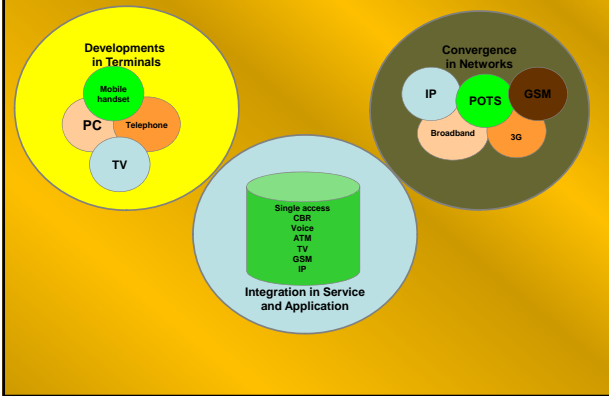 Developments
in Terminals
Mobile
handset
PC
Telephone
TV
Convergence
in Networks
IP
POTS
GSM
Broadband
3G
Single access
CBR
Voice
ATM
TV
GSM
IP
Integration in Service
and Application